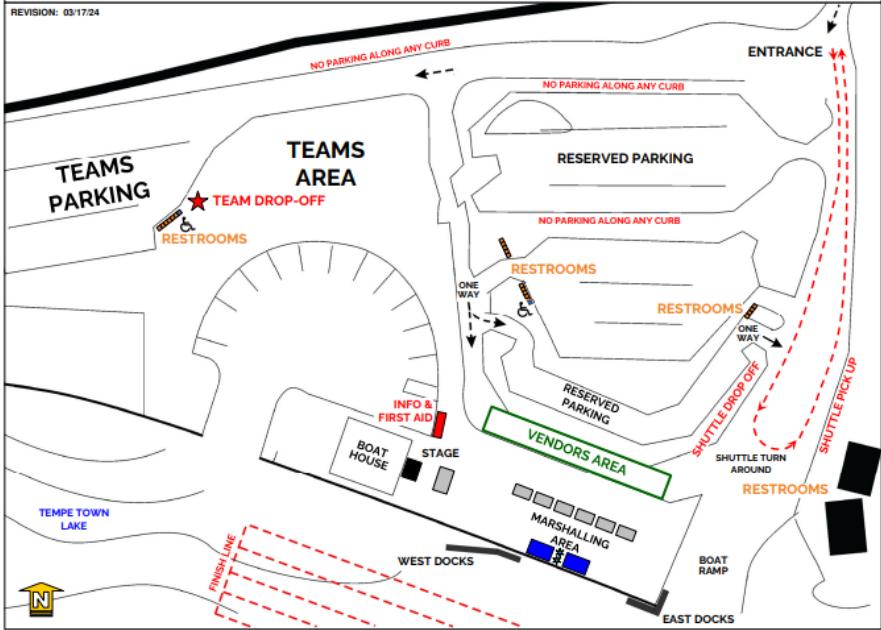 REVISION: 03/17/24
ENTRANCE
NO PARKING ALONG ANY CURB
NO PARKING ALONG ANY CURB
TEAMS
AREA
RESERVED PARKING
TEAMS
PARKING
TEAM DROP-OFF
NO PARKING ALONG ANY CURB
RESTROOMS
RESTROOMS
ONE
WAY
RESTROOMS
ONE
WAY
SHUTTLE DROP OFF
SHUTTLE PICK UP
RESERVED
PARKING
INFO &
FIRST AID
VENDORS AREA
BOAT
HOUSE
STAGE
SHUTTLE TURN
AROUND
RESTROOMS
TEMPE TOWN
LAKE
MARSHALLING
AREA
FINISH LINE
WEST DOCKS
BOAT
RAMP
N
EAST DOCKS